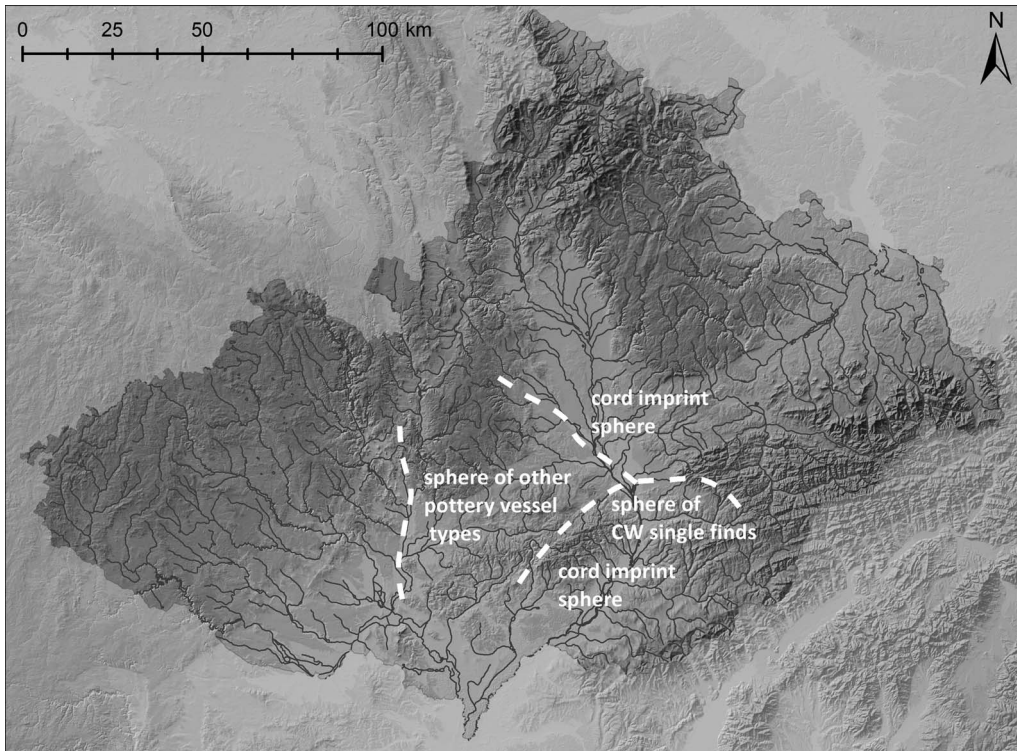 0 25 50 100 km
N
cord imprint
sphere
sphere of other
pottery vessel
types
sphere of
CW single finds
cord imprint
sphere